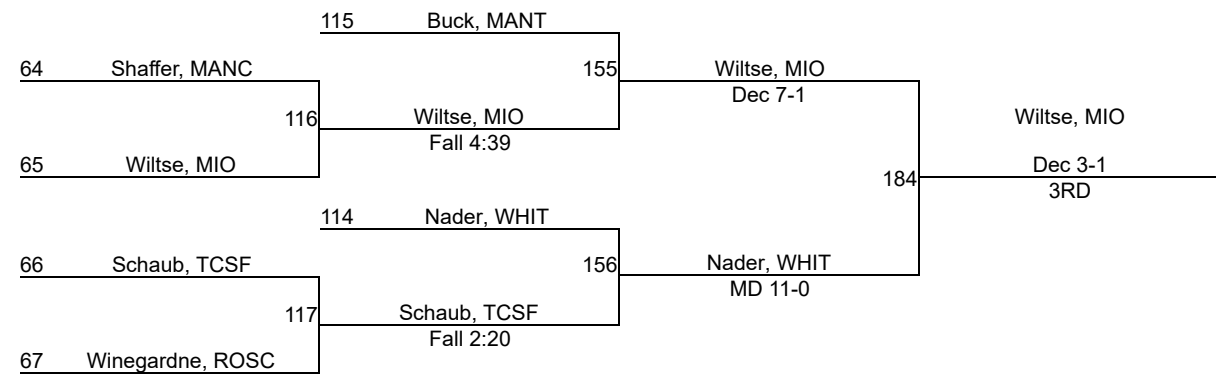 115 Buck, MANT
64 Shaffer, MANC
155 Wiltse, MIO
Dec 7-1
116 Wiltse, MIO
Fall 4:39
Wiltse, MIO
65 Wiltse, MIO
Dec 3-1
184
3RD
114 Nader, WHIT
66 Schaub, TCSF
156 Nader, WHIT
MD 11-0
117 Schaub, TCSF
Fall 2:20
67 Winegardne, ROSC